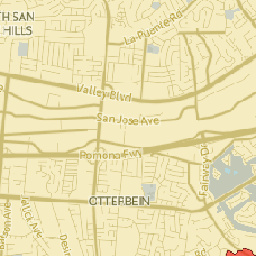 TH SAN
HILLS
La Puente Rd
Valley Blvd
San Jose Ave
Pomona Fwy
Fairway Dr
OTTERBEIN